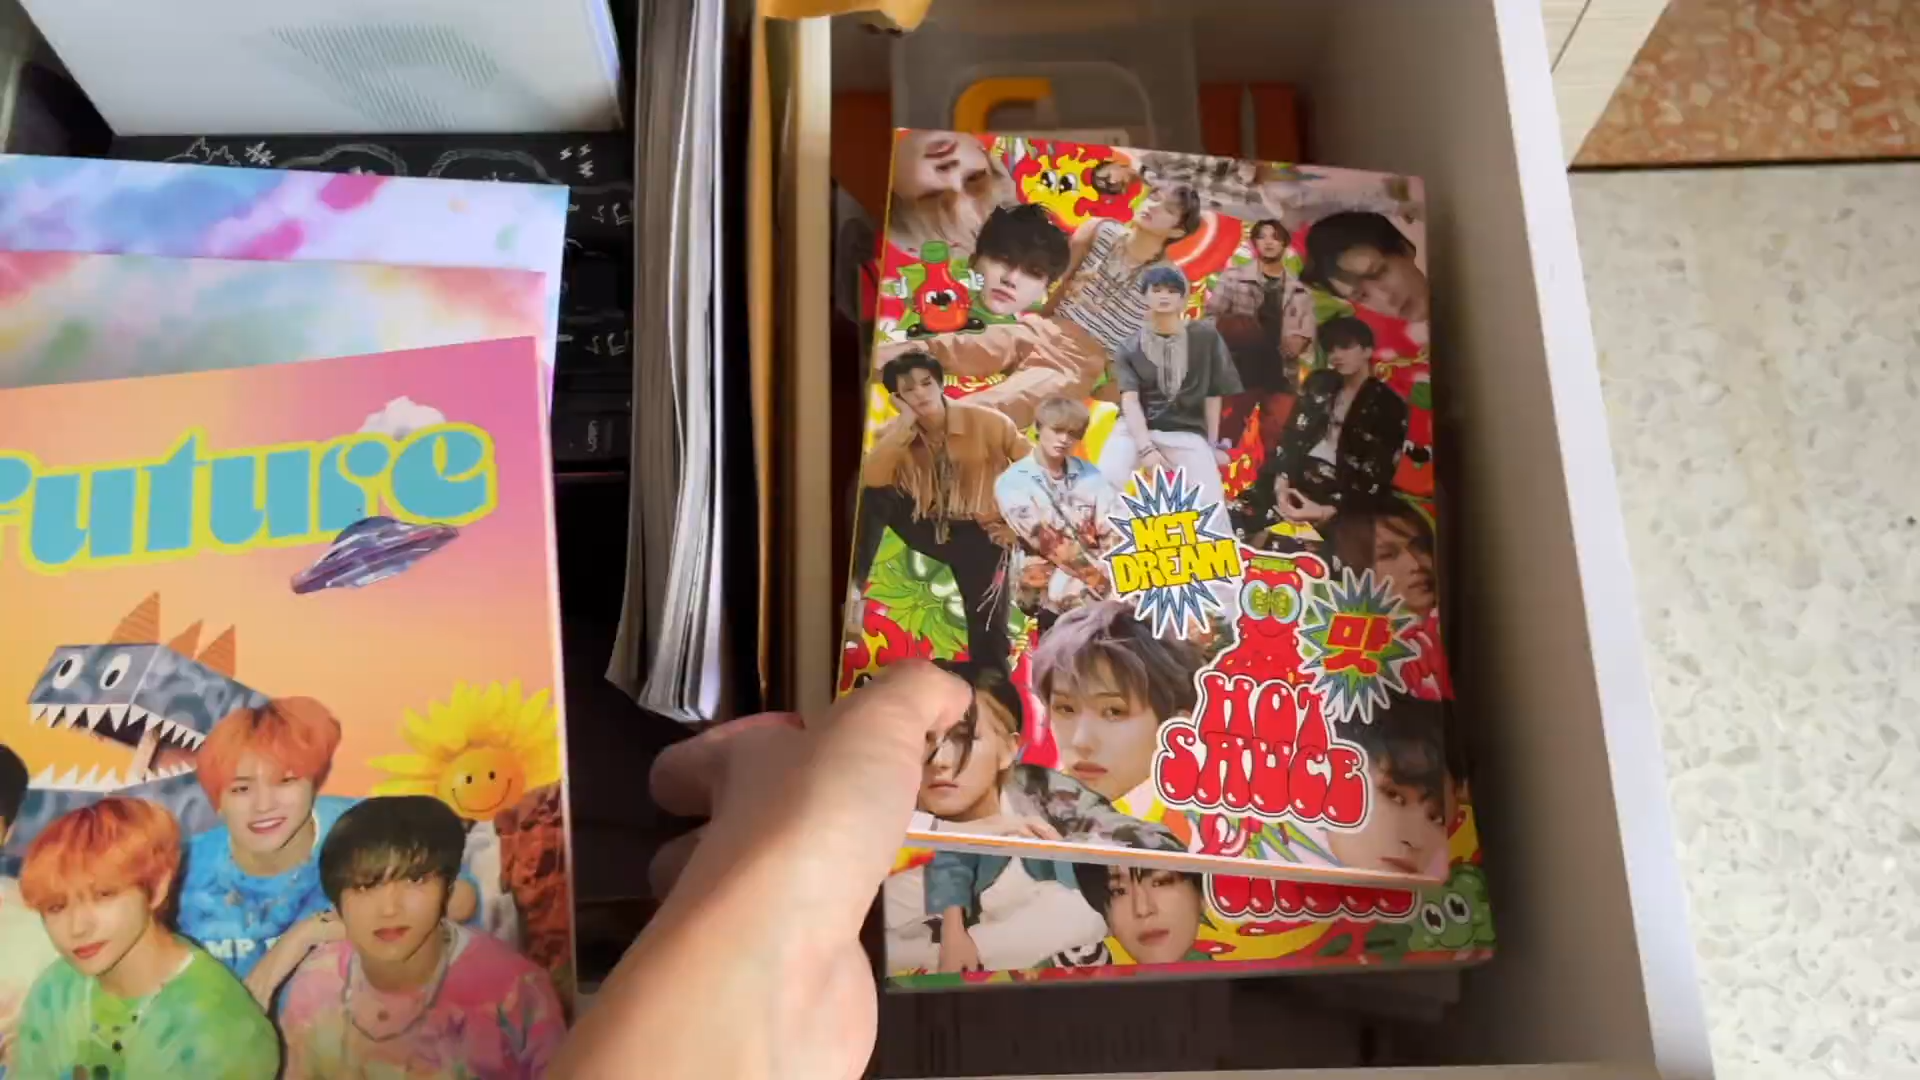 Future
NCT
DREAM
맛
HOT
SAUCE